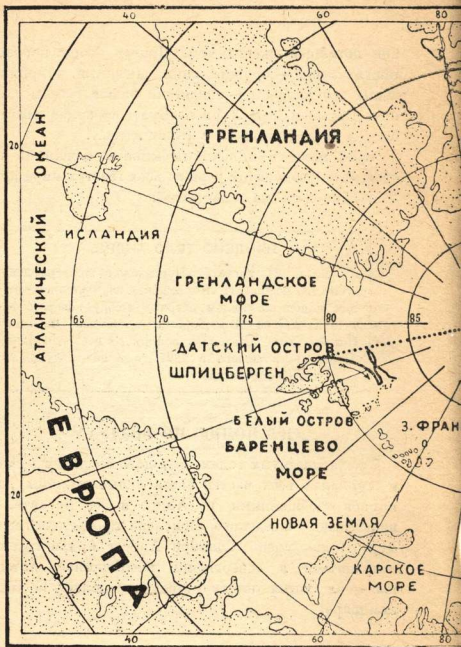 40 60 80
ГРЕНЛАНДИЯ
20
АТЛАНТИЧЕСКИЙ ОКЕАН
ИСЛАНДИЯ
ГРЕНЛАНДСКОЕ
МОРЕ
0 65 70 75 80 85
ДАТСКИЙ ОСТРОВ
ШПИЦБЕРГЕН
БЕЛЫЙ ОСТРОВ
З. ФРАН
БАРЕНЦЕВО
МОРЕ
ЕВРОПА
20
НОВАЯ ЗЕМЛЯ
КАРСКОЕ
МОРЕ
40 60 80